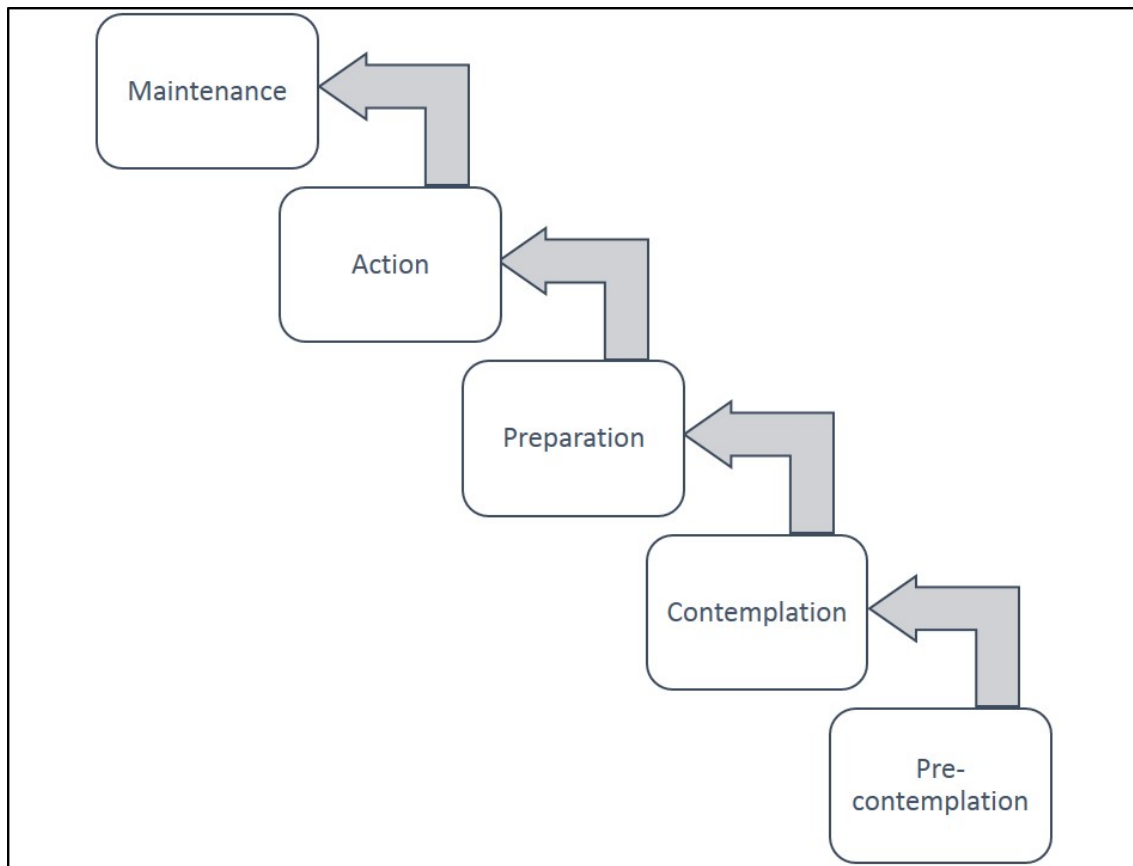 Maintenance
Action
Preparation
Contemplation
Pre-
contemplation